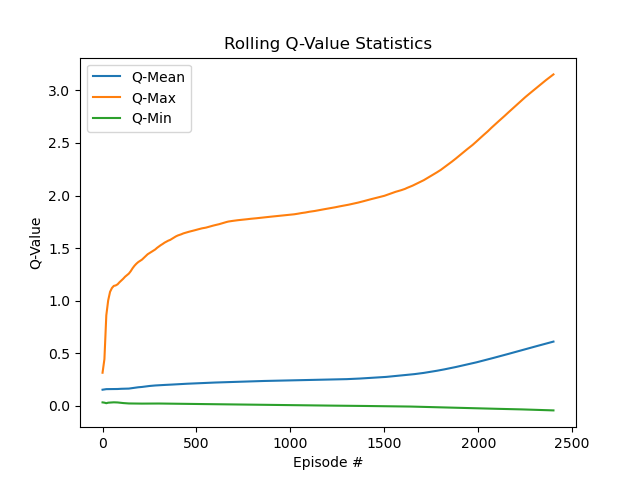 Rolling Q-Value Statistics
Q-Mean
Q-Max
Q-Min
Q-Value
3.0
2.5
2.0
1.5
1.0
0.5
0.0
0 500 1000 1500 2000 2500
Episode #